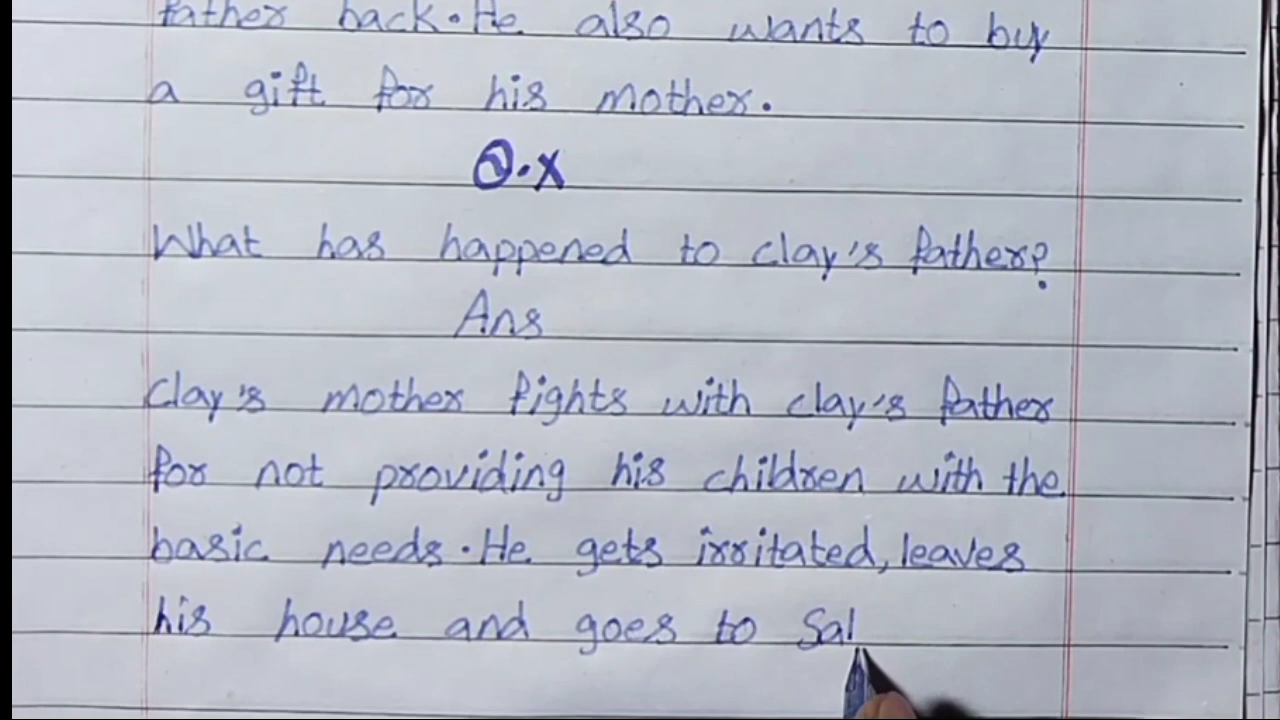 father back. He also wants to by
a gift for his mother.
Q.X
What has happened to clay's father?
Ans
Clay's mother fights with clay's father
for not providing his children with the
basic needs. He gets irritated, leaves
his house and goes to Sal